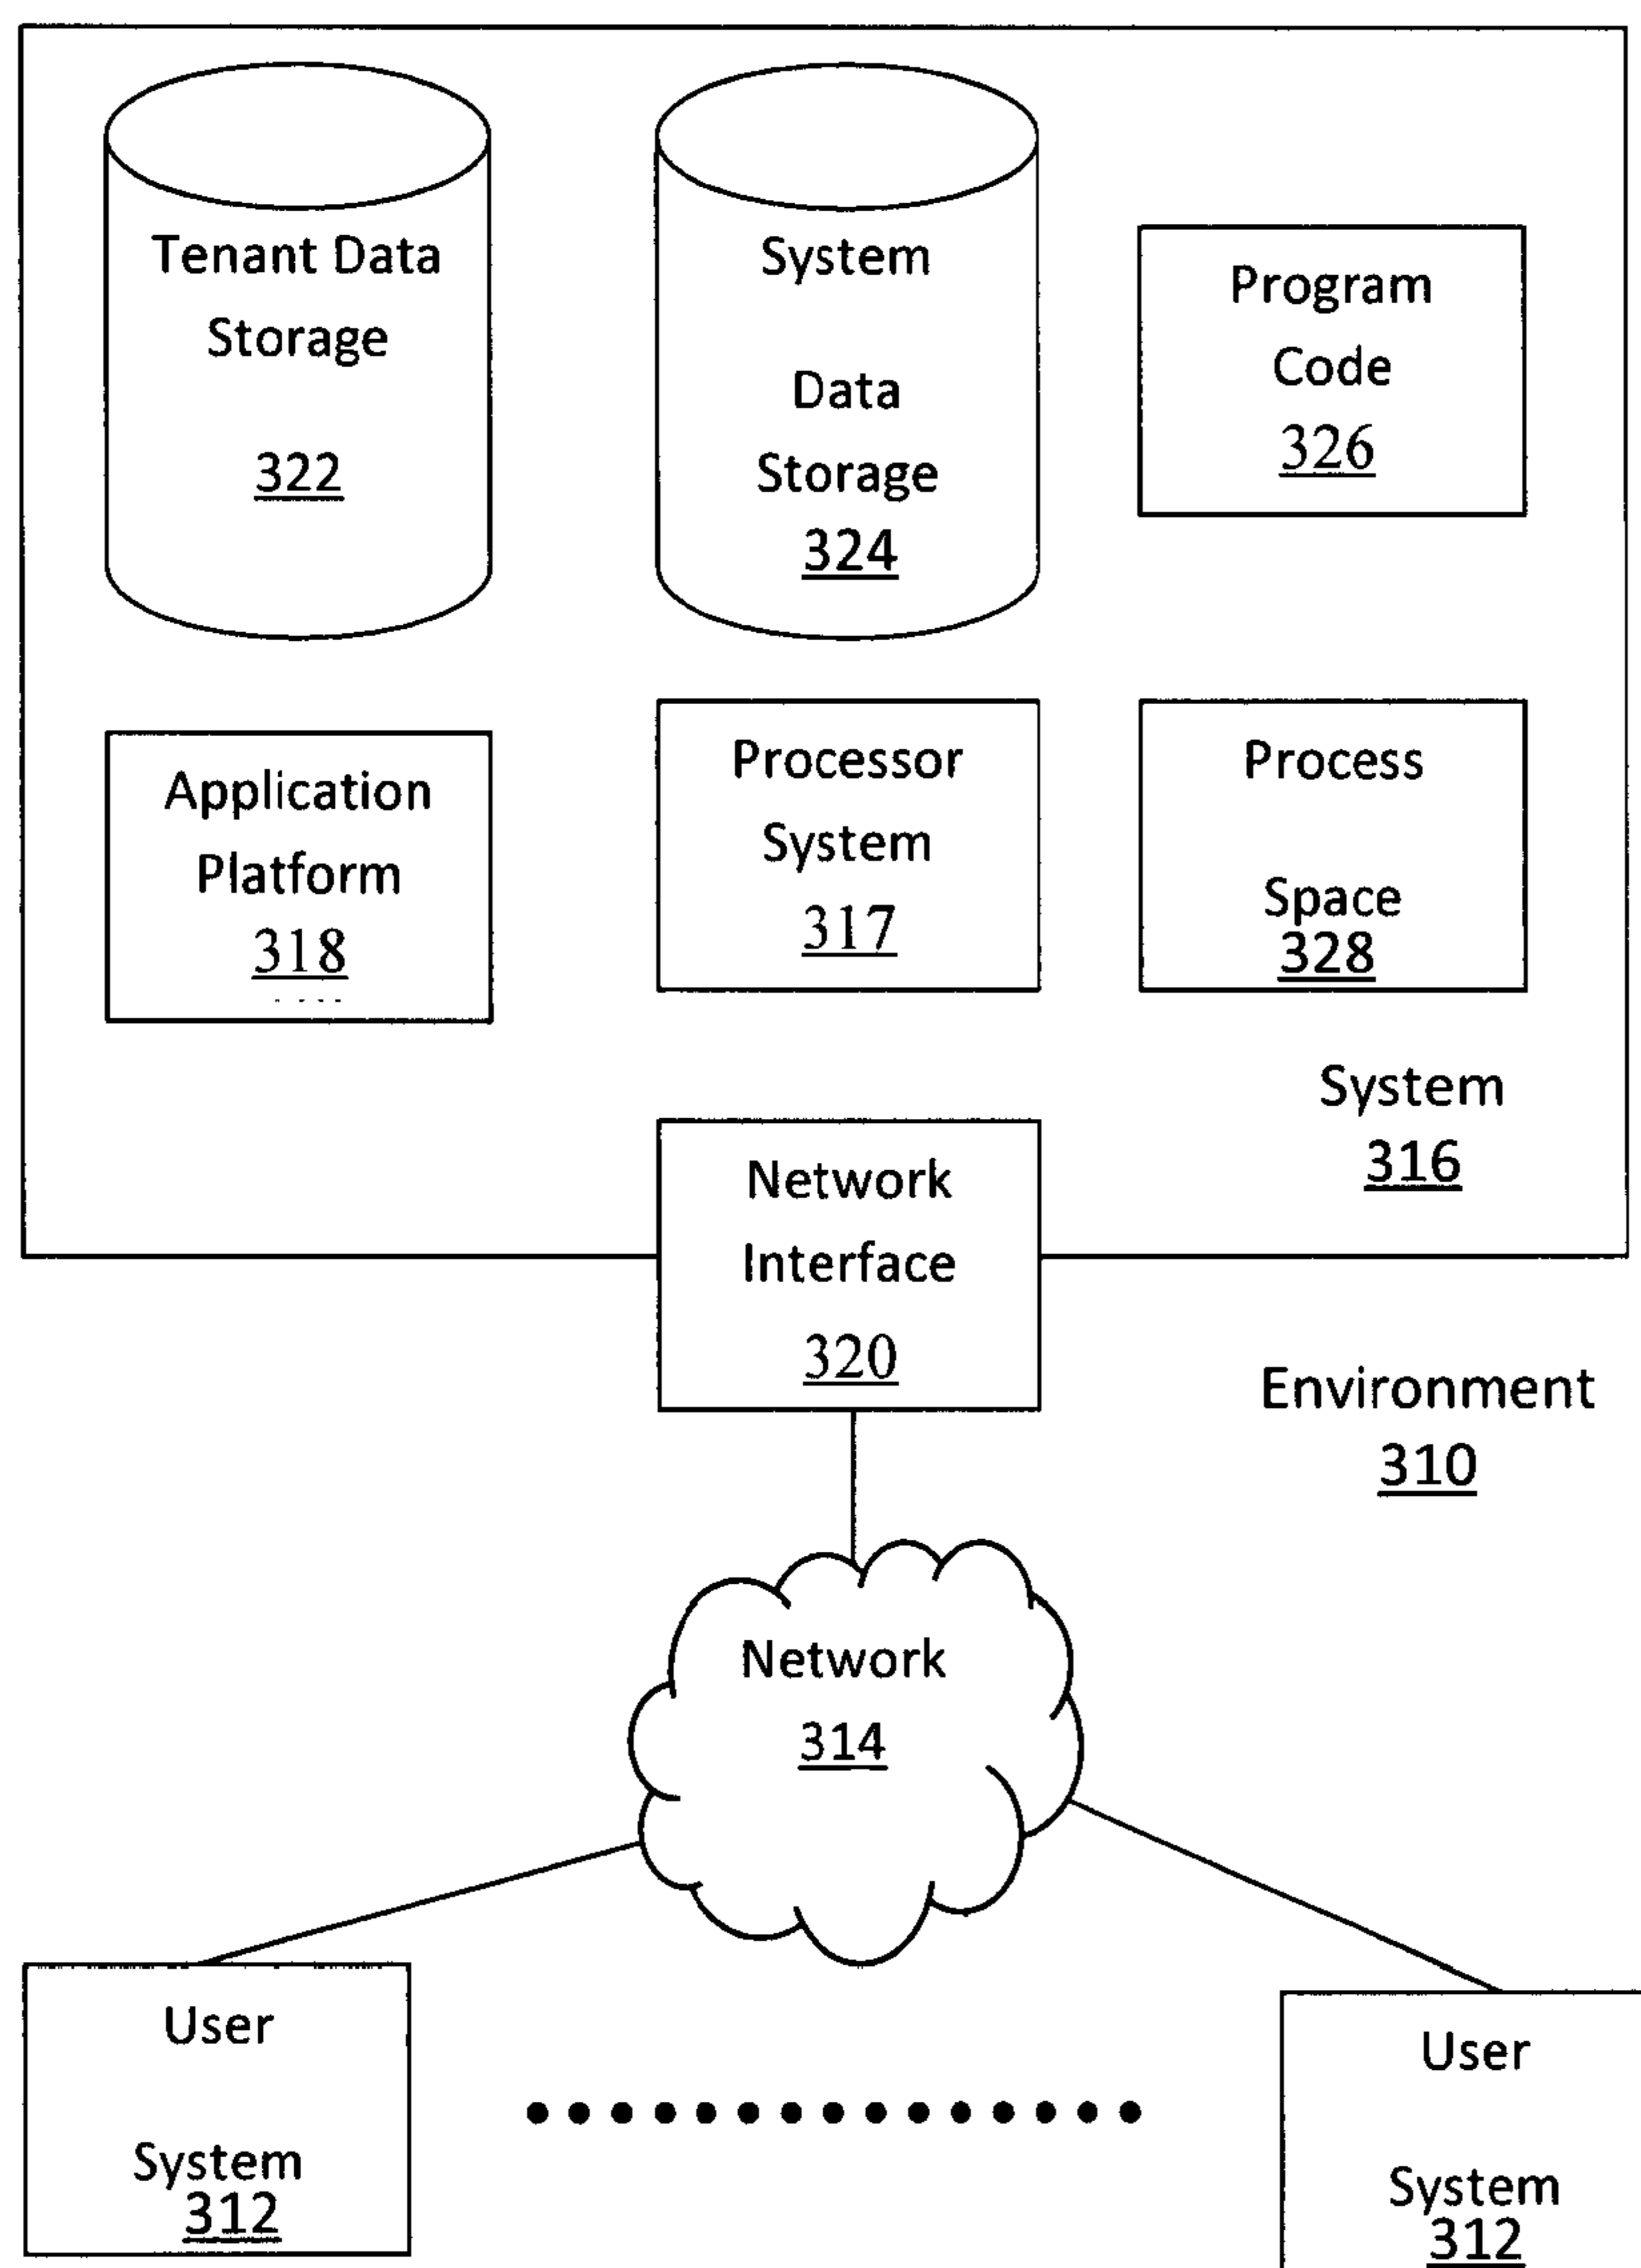 Tenant Data
Storage
322
System
Data
Storage
324
Program
Code
326
Application
Platform
318
Processor
System
317
Process
Space
328
System
316
Network
Interface
320
Environment
310
Network
314
User
System
312
User
System
312